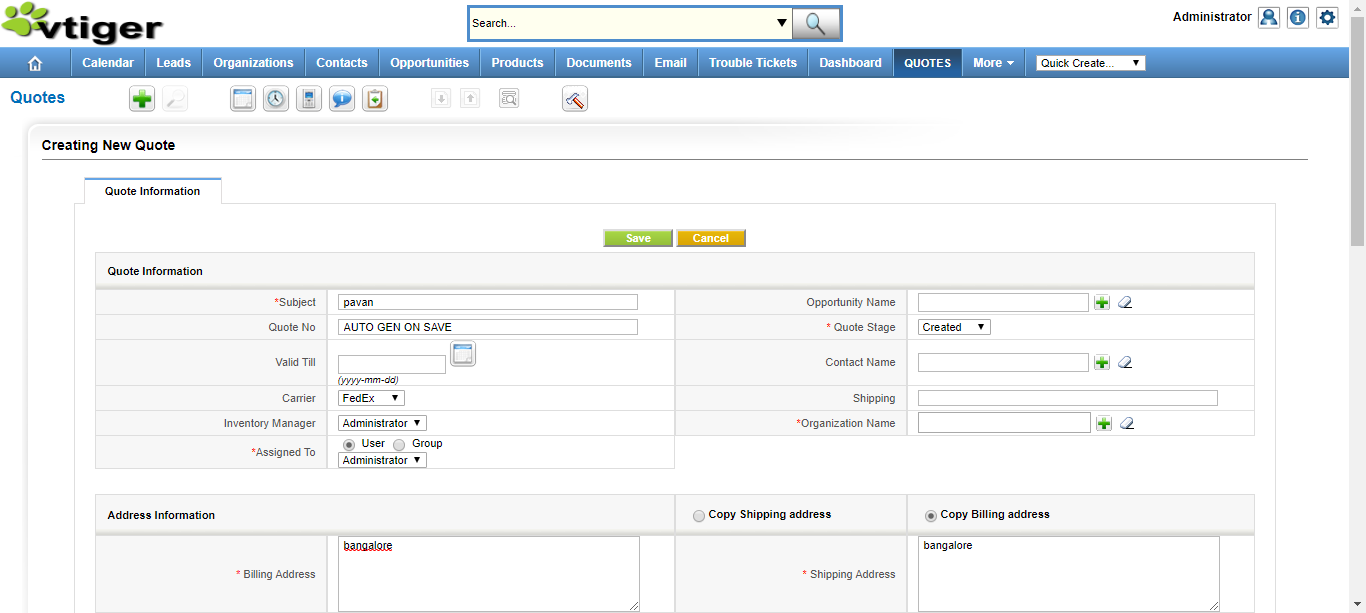 vtiger
Search...
Administrator
Calendar Leads Organizations Contacts Opportunities Products Documents Email Trouble Tickets Dashboard QUOTES More Quick Create...
Quotes
Creating New Quote
Quote Information
Save Cancel
Quote Information
*Subject pavan Opportunity Name
Quote No AUTO GEN ON SAVE * Quote Stage Created
Valid Till Contact Name
(yyyy-mm-dd)
Carrier FedEx Shipping
Inventory Manager Administrator *Organization Name
*Assigned To User Group
Administrator
Address Information Copy Shipping address Copy Billing address
* Billing Address bangalore * Shipping Address bangalore